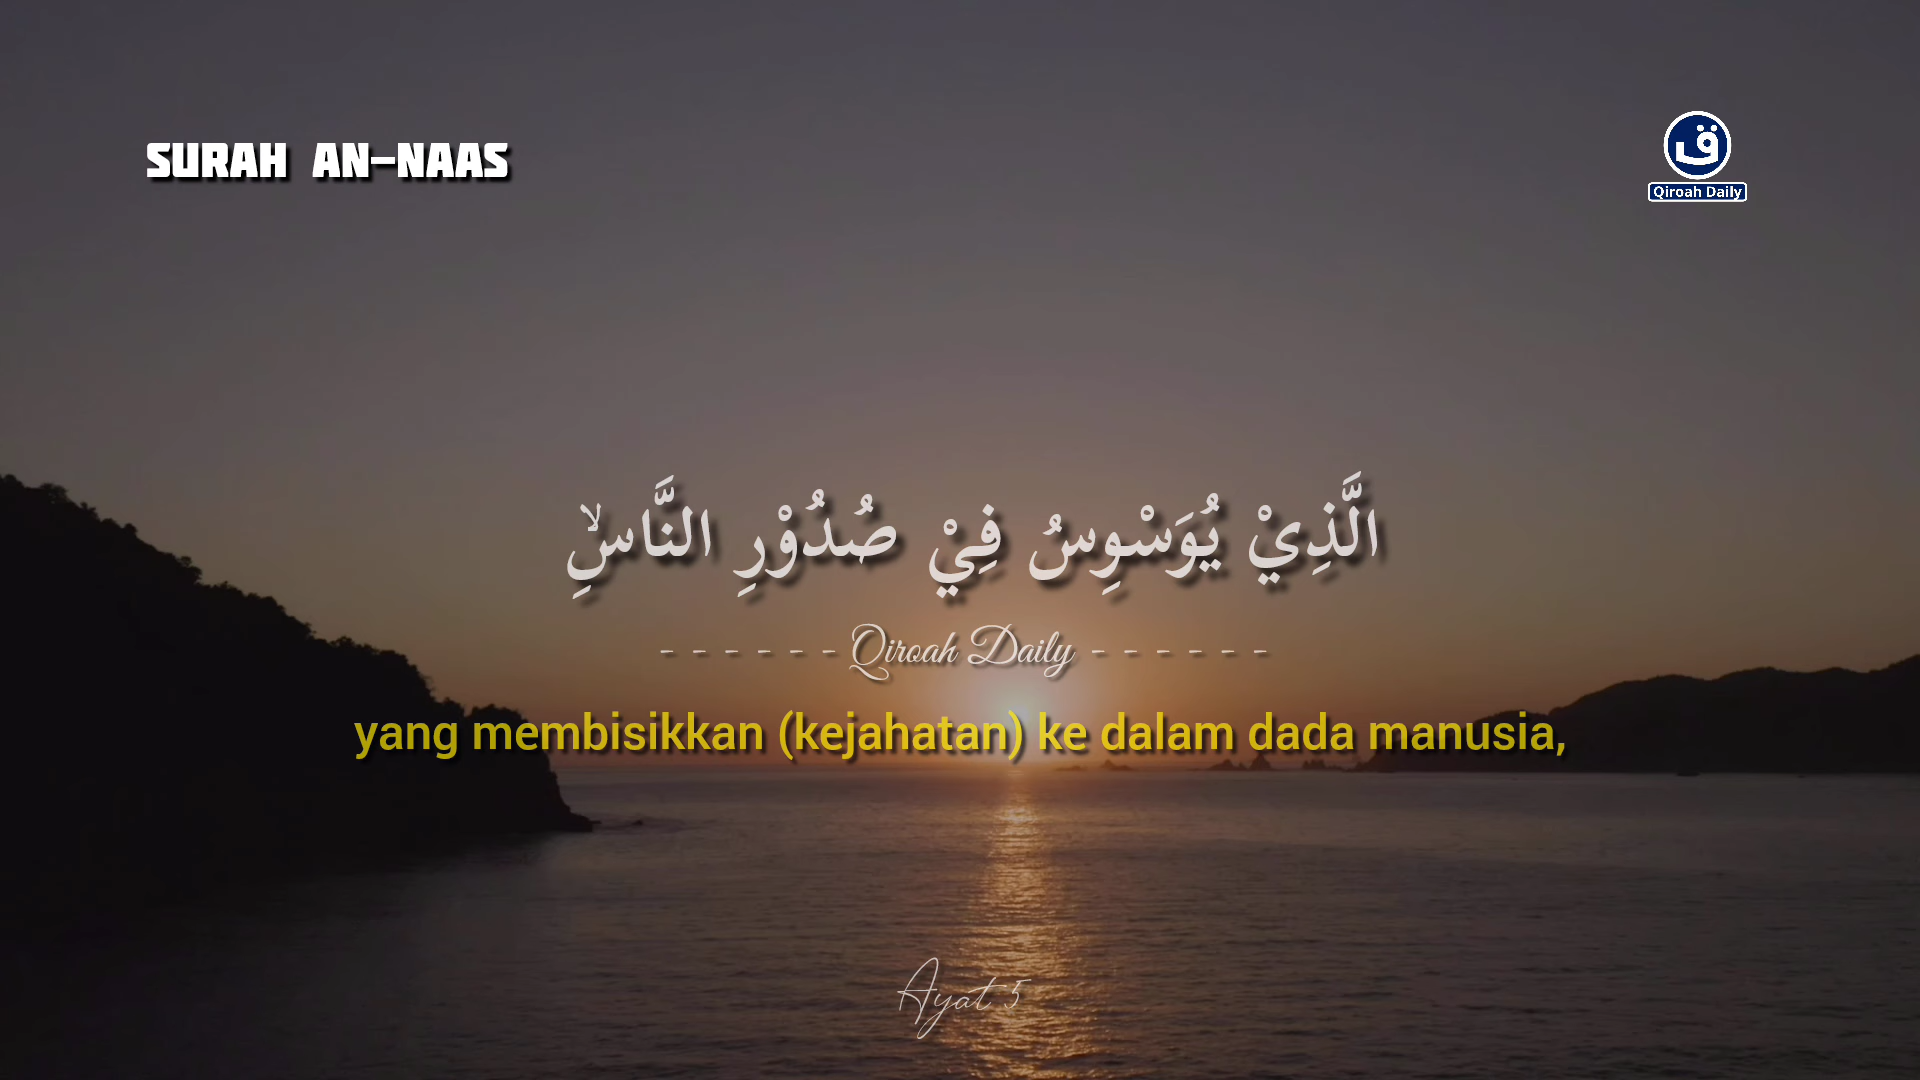 SURAH AN-NAAS
ق
Qiroah Daily
الَّذِيْ يُوَسْوِسُ فِيْ صُدُوْرِ النَّاسِۙ
- - - - - - Qiroah Daily - - - - - -
yang membisikkan (kejahatan) ke dalam dada manusia,
Ayat 5